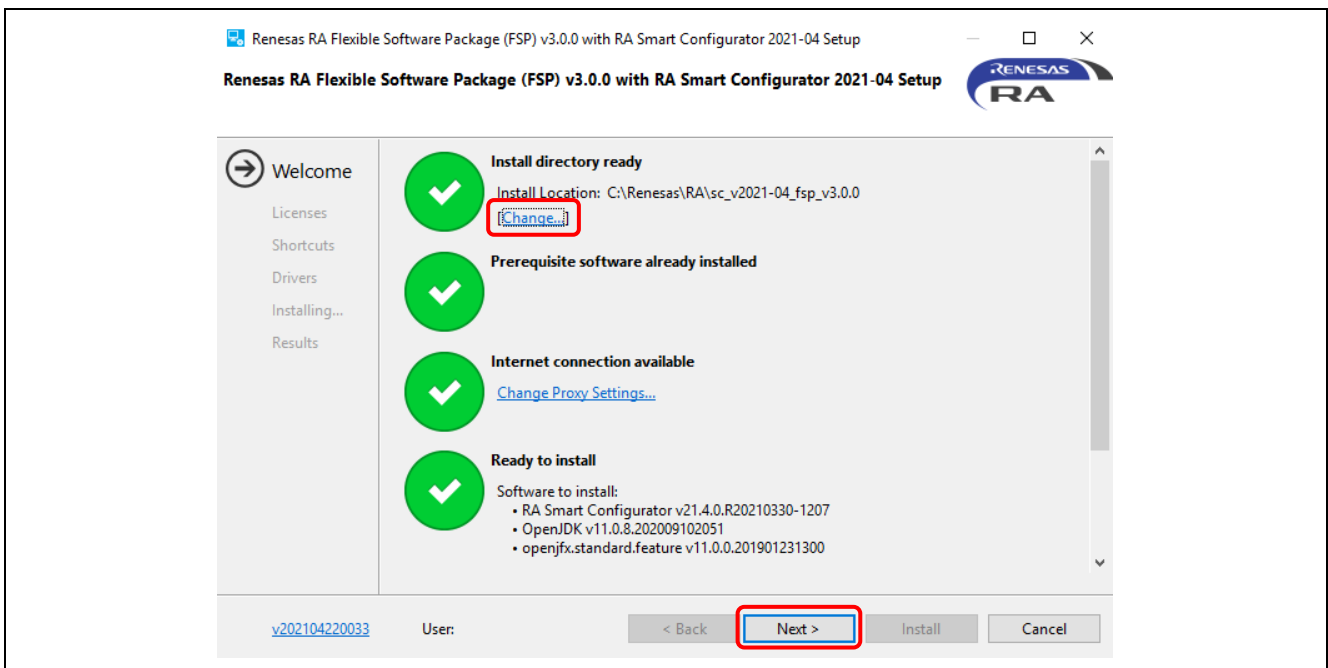 Renesas RA Flexible Software Package (FSP) v3.0.0 with RA Smart Configurator 2021-04 Setup
Renesas RA Flexible Software Package (FSP) v3.0.0 with RA Smart Configurator 2021-04 Setup
RENESAS
RA
Welcome
Licenses
Shortcuts
Drivers
Installing...
Results
Install directory ready
Install Location: C:\Renesas\RA\sc_v2021-04_fsp_v3.0.0
[Change...]
Prerequisite software already installed
Internet connection available
Change Proxy Settings...
Ready to install
Software to install:
• RA Smart Configurator v21.4.0.R20210330-1207
• OpenJDK v11.0.8.202009102051
• openjfx.standard.feature v11.0.0.201901231300
v202104220033 User: < Back Next > Install Cancel